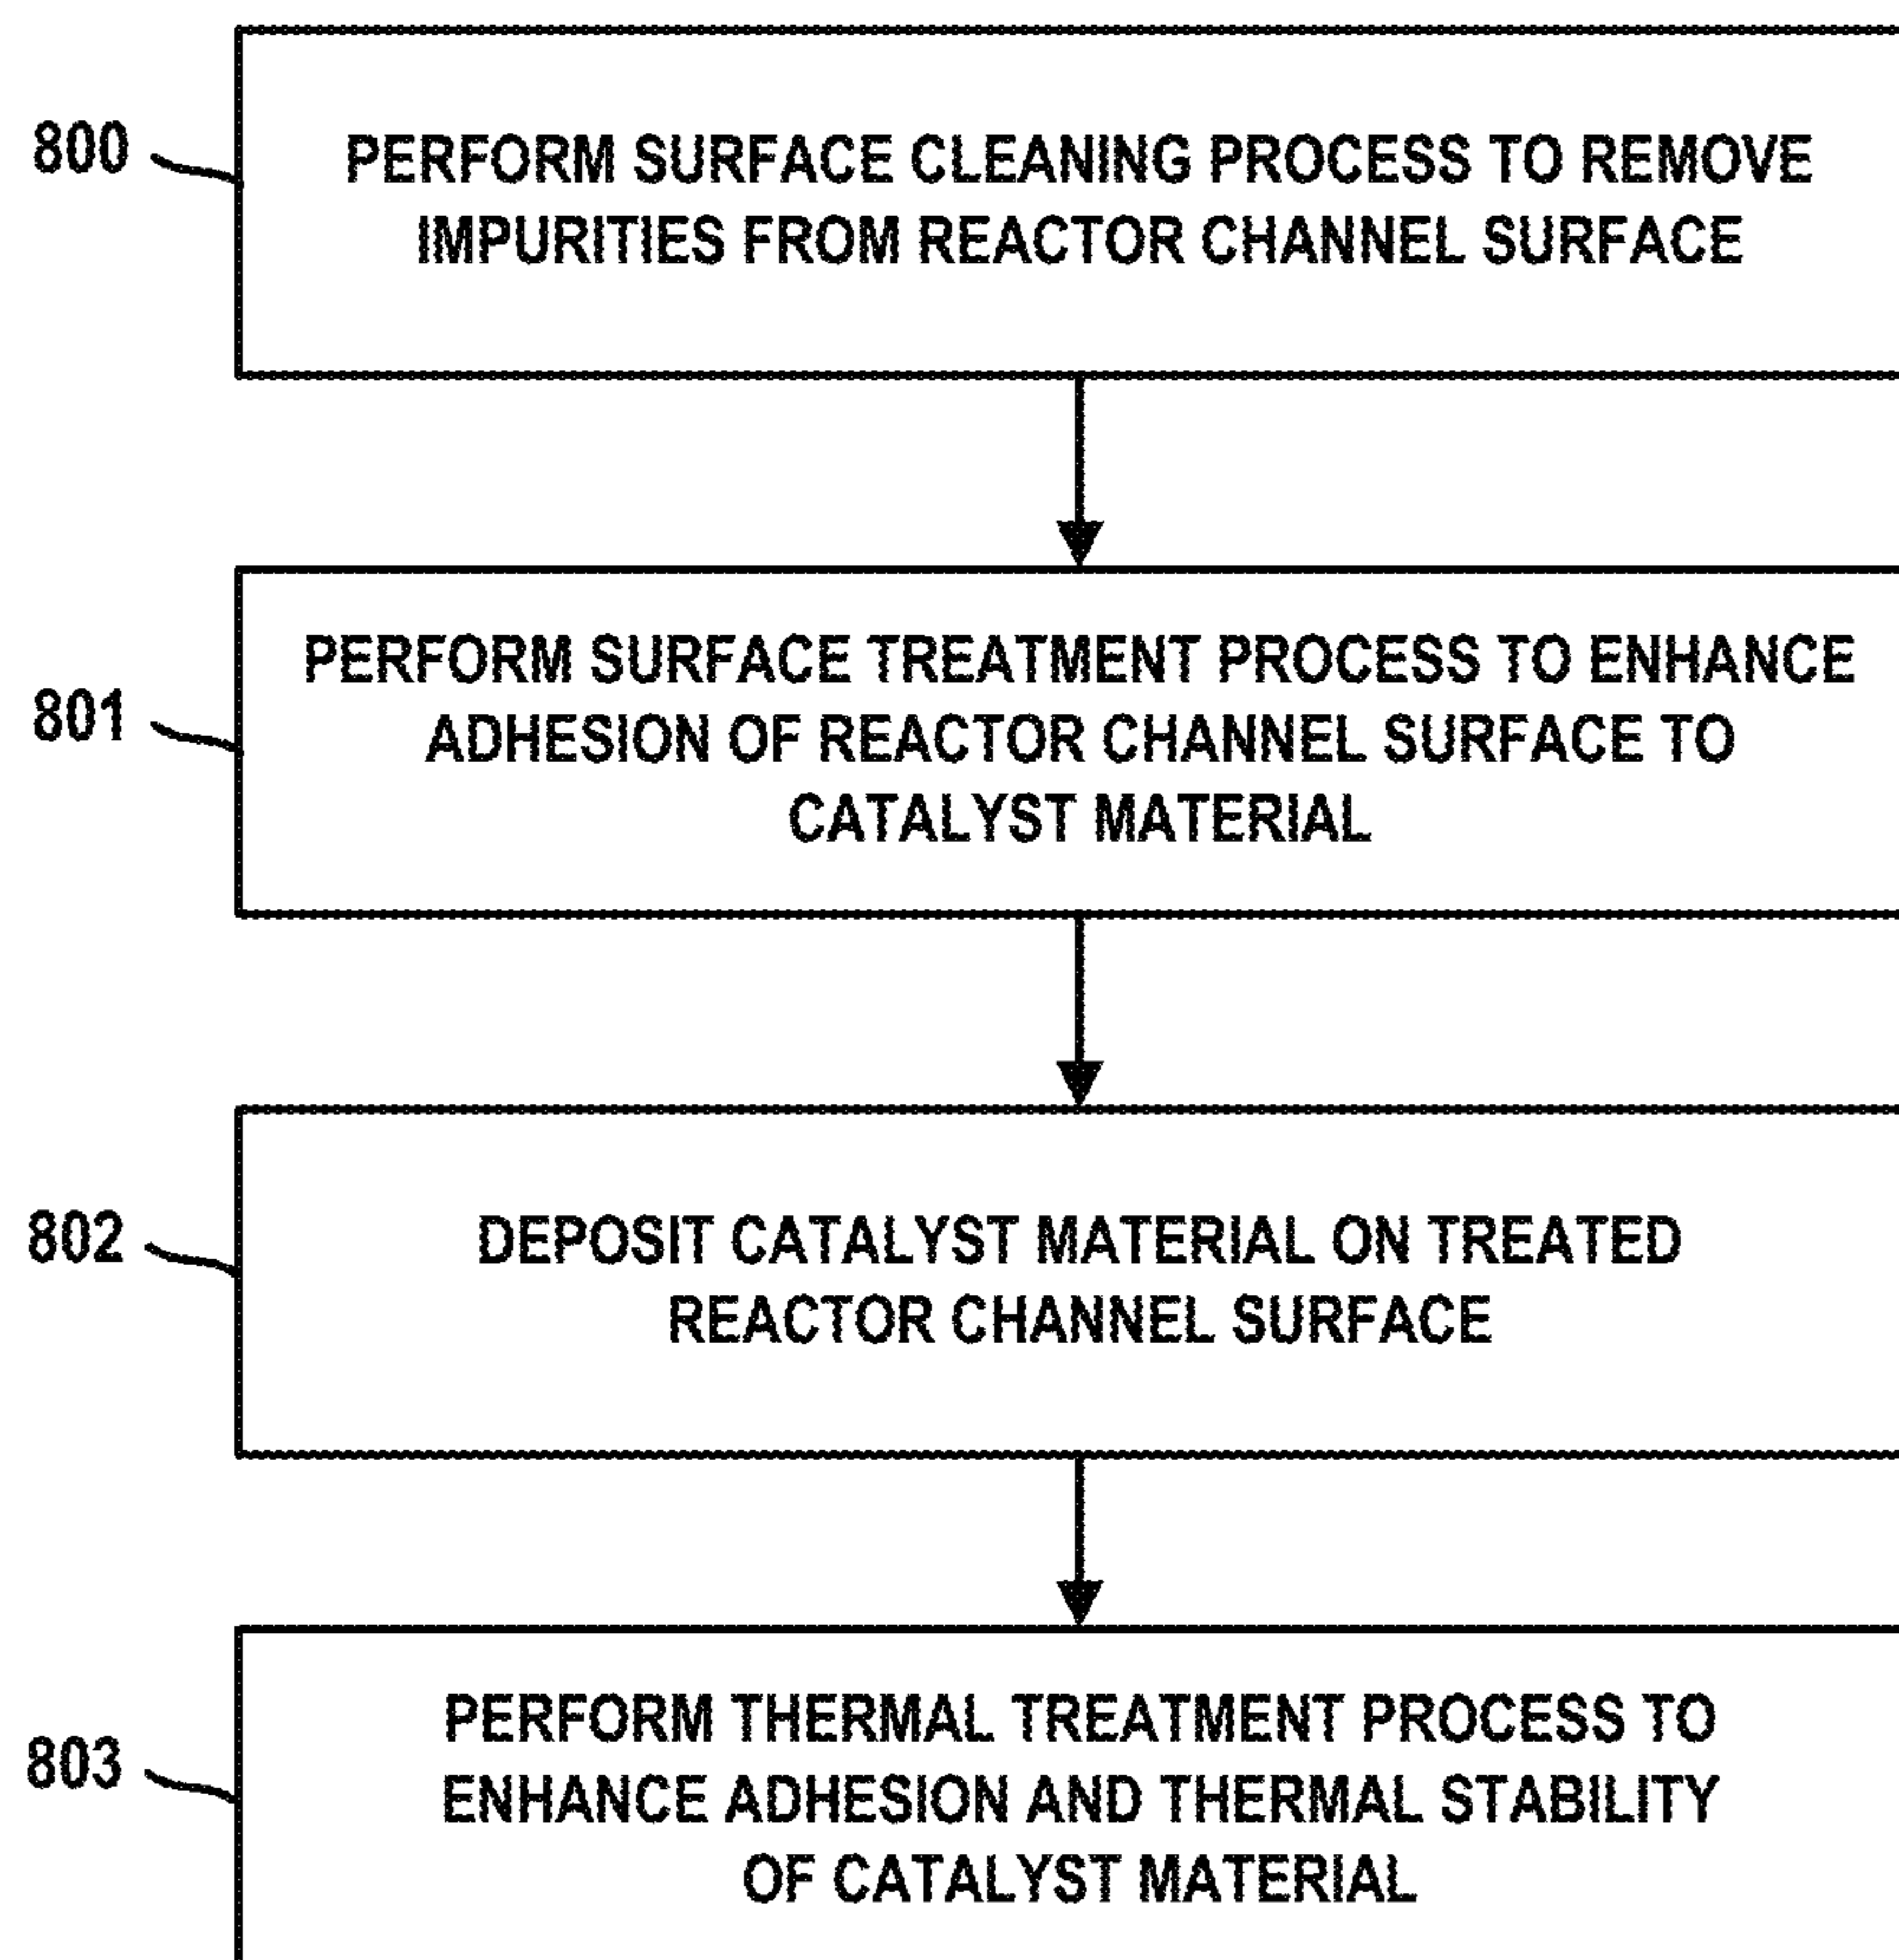 800
PERFORM SURFACE CLEANING PROCESS TO REMOVE
IMPURITIES FROM REACTOR CHANNEL SURFACE
801
PERFORM SURFACE TREATMENT PROCESS TO ENHANCE
ADHESION OF REACTOR CHANNEL SURFACE TO
CATALYST MATERIAL
802
DEPOSIT CATALYST MATERIAL ON TREATED
REACTOR CHANNEL SURFACE
803
PERFORM THERMAL TREATMENT PROCESS TO
ENHANCE ADHESION AND THERMAL STABILITY
OF CATALYST MATERIAL